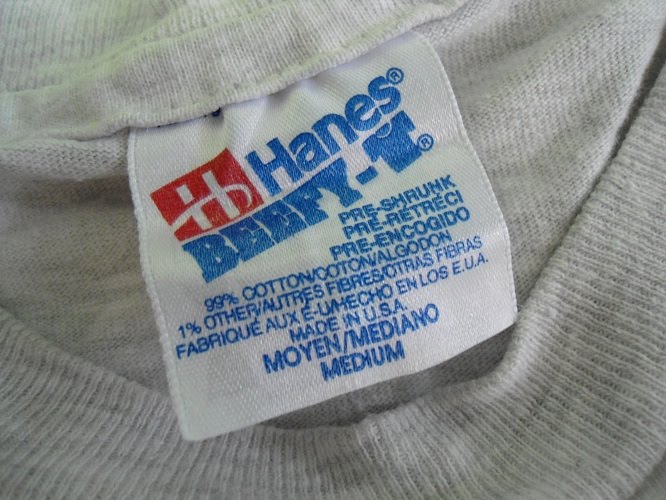 Hanes®
BEEFY-T®
PRE-SHRUNK
PRE-RÉTRÉCI
PRE-ENCOGIDO
99% COTTON/COTON/ALGODON
1% OTHER/AUTRES FIBRES/OTRAS FIBRAS
FABRIQUÉ AUX É-U/HECHO EN LOS E.U.A.
MADE IN U.S.A.
MOYEN/MEDIANO
MEDIUM